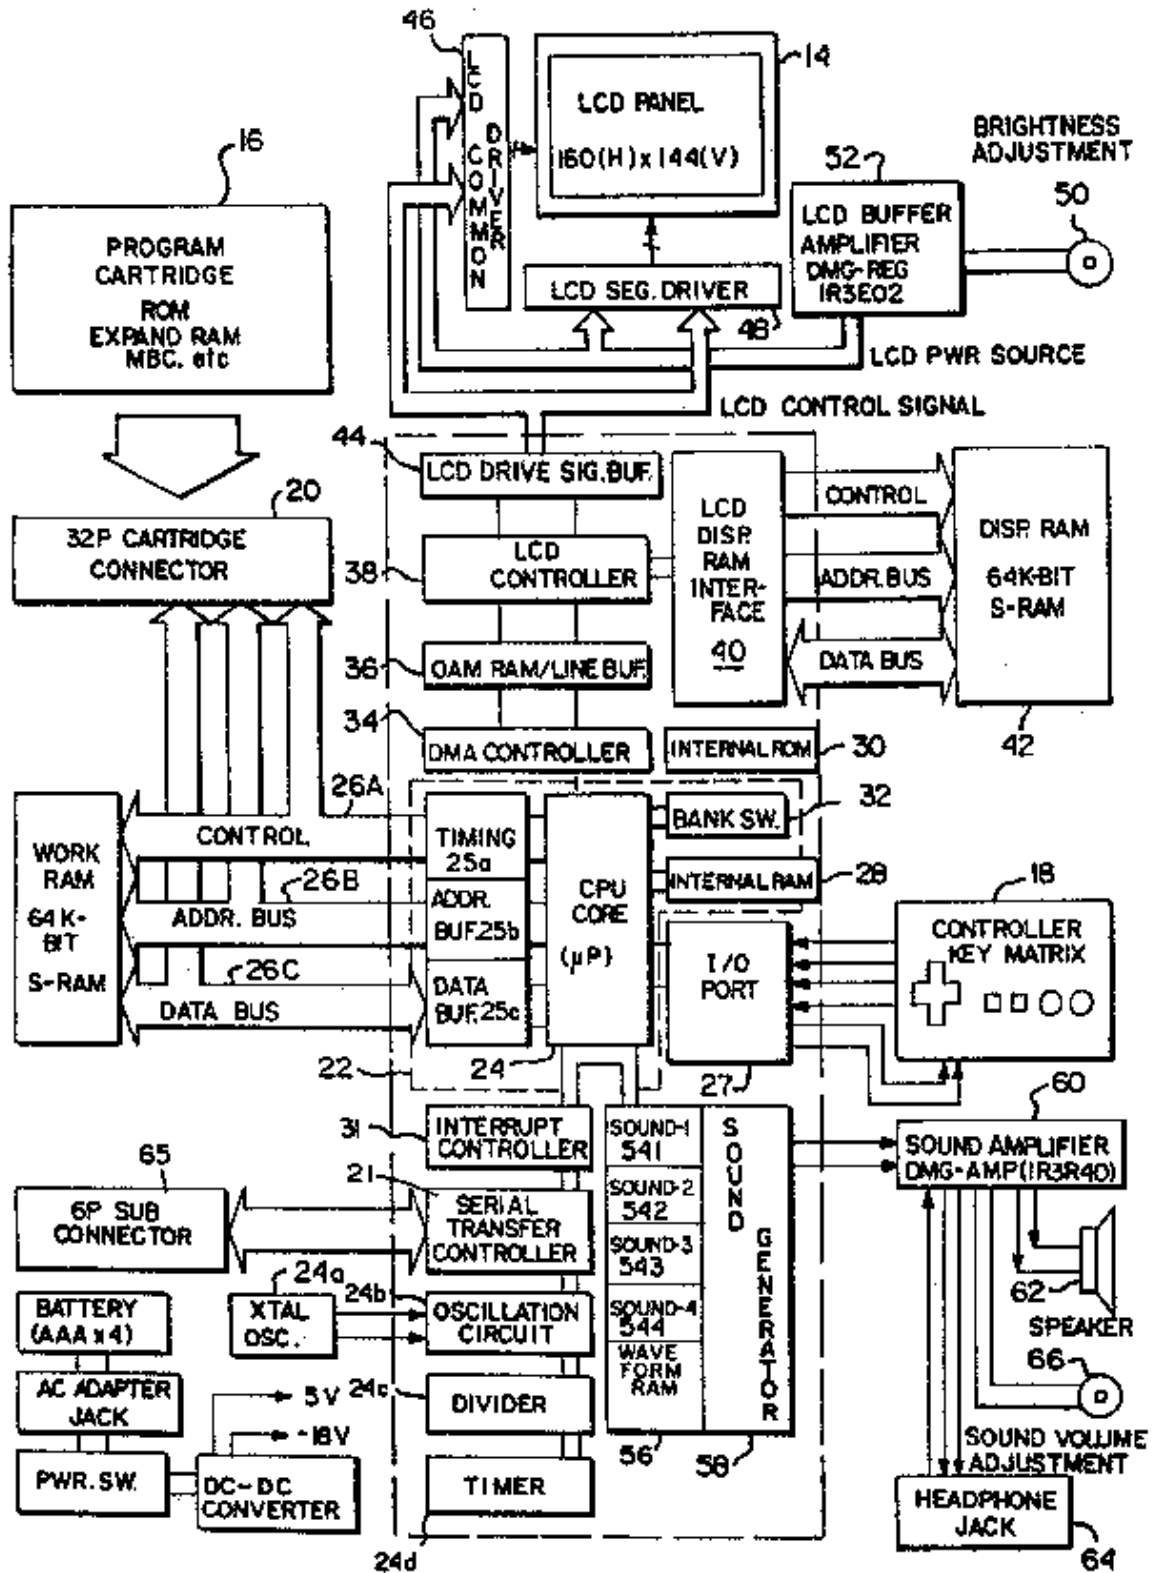 46
LCD COMMON
DRIVER
LCD PANEL
160(H)x144(V)
14
16
PROGRAM
CARTRIDGE
ROM
EXPAND RAM
MBC. etc
BRIGHTNESS
ADJUSTMENT
52
50
LCD BUFFER
AMPLIFIER
DMG-REG
IR3E02
LCD SEG. DRIVER
48
LCD PWR SOURCE
LCD CONTROL SIGNAL
20
32P CARTRIDGE
CONNECTOR
44
LCD DRIVE SIG. BUF.
38
LCD
CONTROLLER
36
OAM RAM/LINE BUF.
34
DMA CONTROLLER
LCD
DISP.
RAM
INTER-
FACE
40
CONTROL
ADDR. BUS
DATA BUS
DISP. RAM
64K-BIT
S-RAM
42
INTERNAL ROM
30
26A
CONTROL
26B
ADDR. BUS
26C
DATA BUS
WORK
RAM
64K-
BIT
S-RAM
TIMING
25a
ADDR.
BUF. 25b
DATA
BUF. 25c
CPU
CORE
(μP)
BANK SW.
32
INTERNAL RAM
28
22
24
I/O
PORT
27
18
CONTROLLER
KEY MATRIX
31
INTERRUPT
CONTROLLER
65
6P SUB
CONNECTOR
21
SERIAL
TRANSFER
CONTROLLER
24a
XTAL
OSC.
24b
OSCILLATION
CIRCUIT
24c
DIVIDER
TIMER
24d
BATTERY
(AAA x 4)
AC ADAPTER
JACK
PWR. SW.
5V
-18V
DC-DC
CONVERTER
SOUND-1
541
SOUND-2
542
SOUND-3
543
SOUND-4
544
WAVE
FORM
RAM
SOUND
GENERATOR
56
58
60
SOUND AMPLIFIER
DMG-AMP(IR3R40)
62
SPEAKER
66
SOUND VOLUME
ADJUSTMENT
HEADPHONE
JACK
64